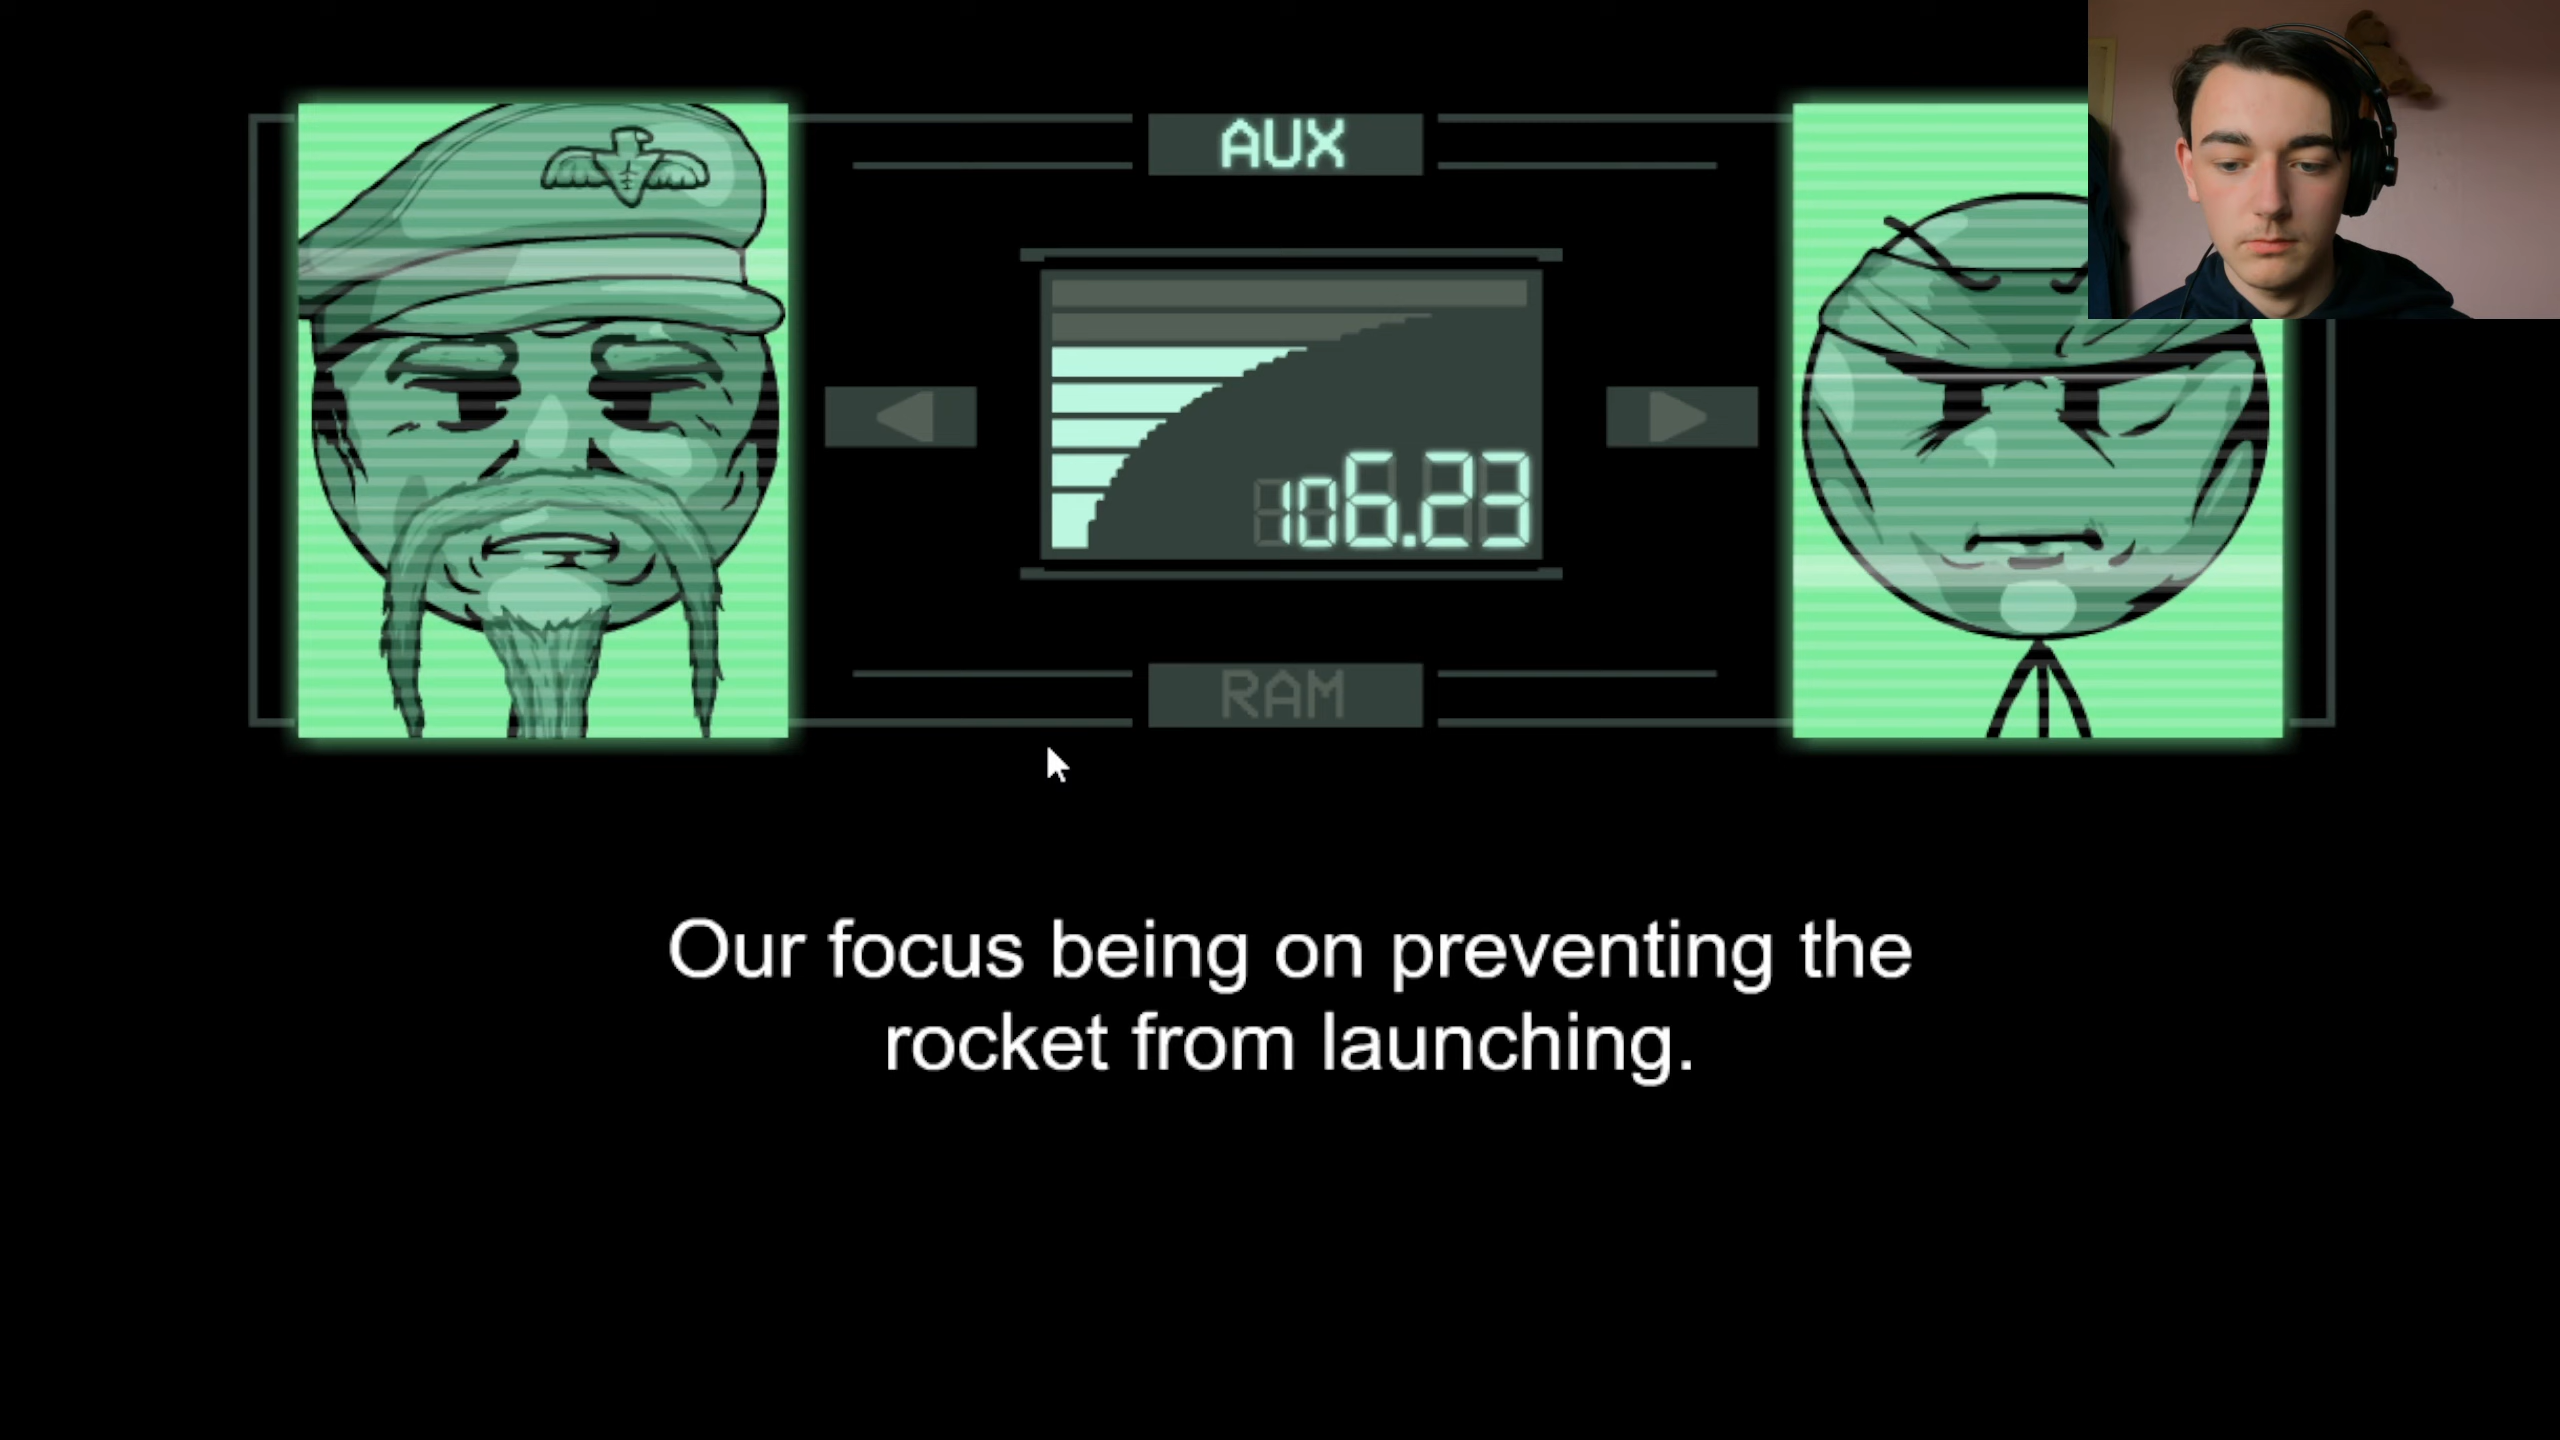 AUX
106.23
RAM
Our focus being on preventing the
rocket from launching.